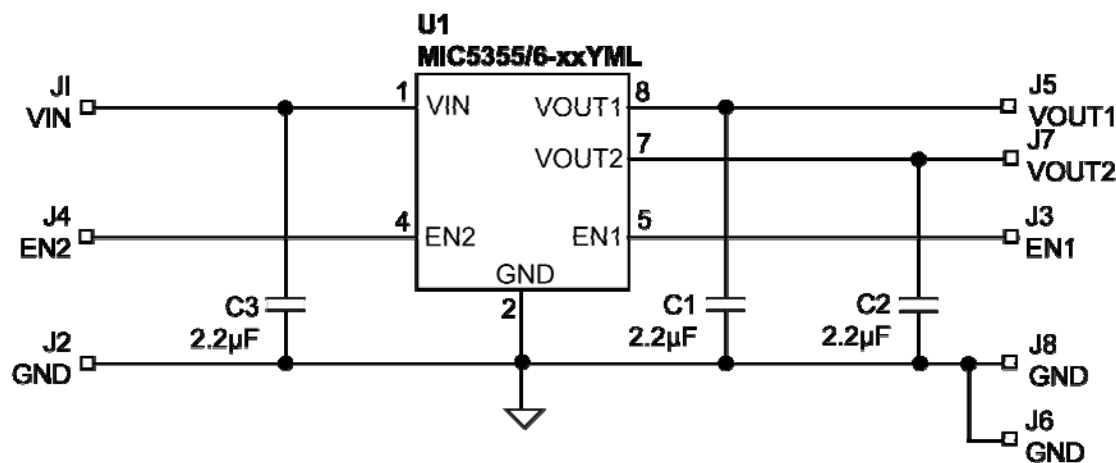 U1
MIC5355/6-xxYML
J1
VIN
1
VIN
VOUT1
8
J5
VOUT1
VOUT2
7
J7
VOUT2
J4
EN2
4
EN2
EN1
5
J3
EN1
GND
2
C3
2.2µF
C1
2.2µF
C2
2.2µF
J2
GND
J8
GND
J6
GND